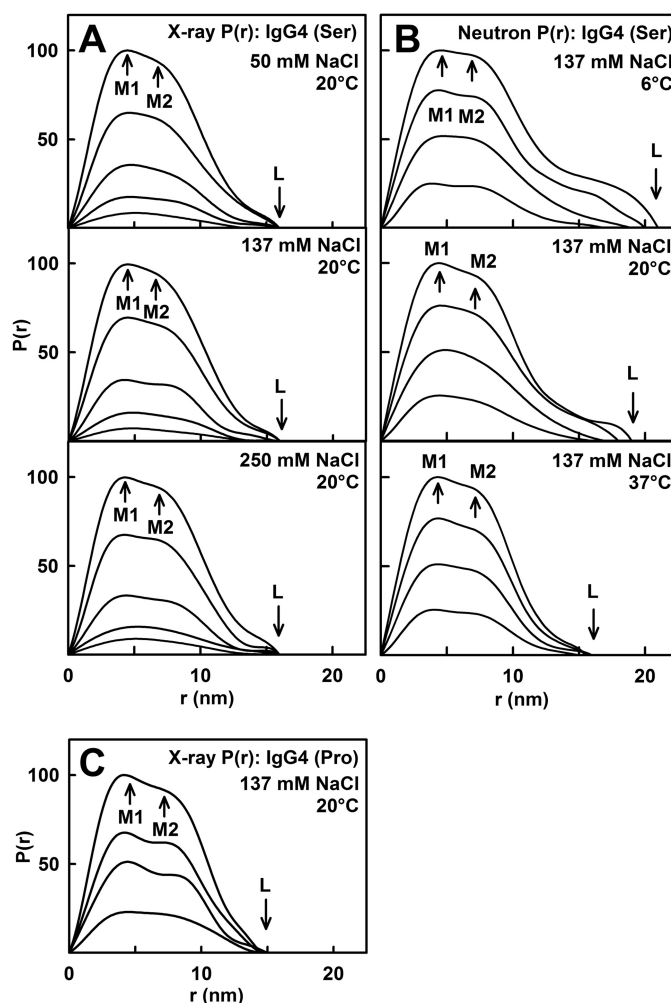 A
X-ray P(r): IgG4 (Ser)
50 mM NaCl
20°C
100
50
M1
M2
L
137 mM NaCl
20°C
100
50
M1
M2
L
P(r)
250 mM NaCl
20°C
100
50
M1
M2
L
0
10
20
r (nm)
B
Neutron P(r): IgG4 (Ser)
137 mM NaCl
6°C
M1 M2
L
137 mM NaCl
20°C
M1
M2
L
137 mM NaCl
37°C
M1
M2
L
0
10
20
r (nm)
C
X-ray P(r): IgG4 (Pro)
137 mM NaCl
20°C
100
50
P(r)
M1
M2
L
0
10
20
r (nm)